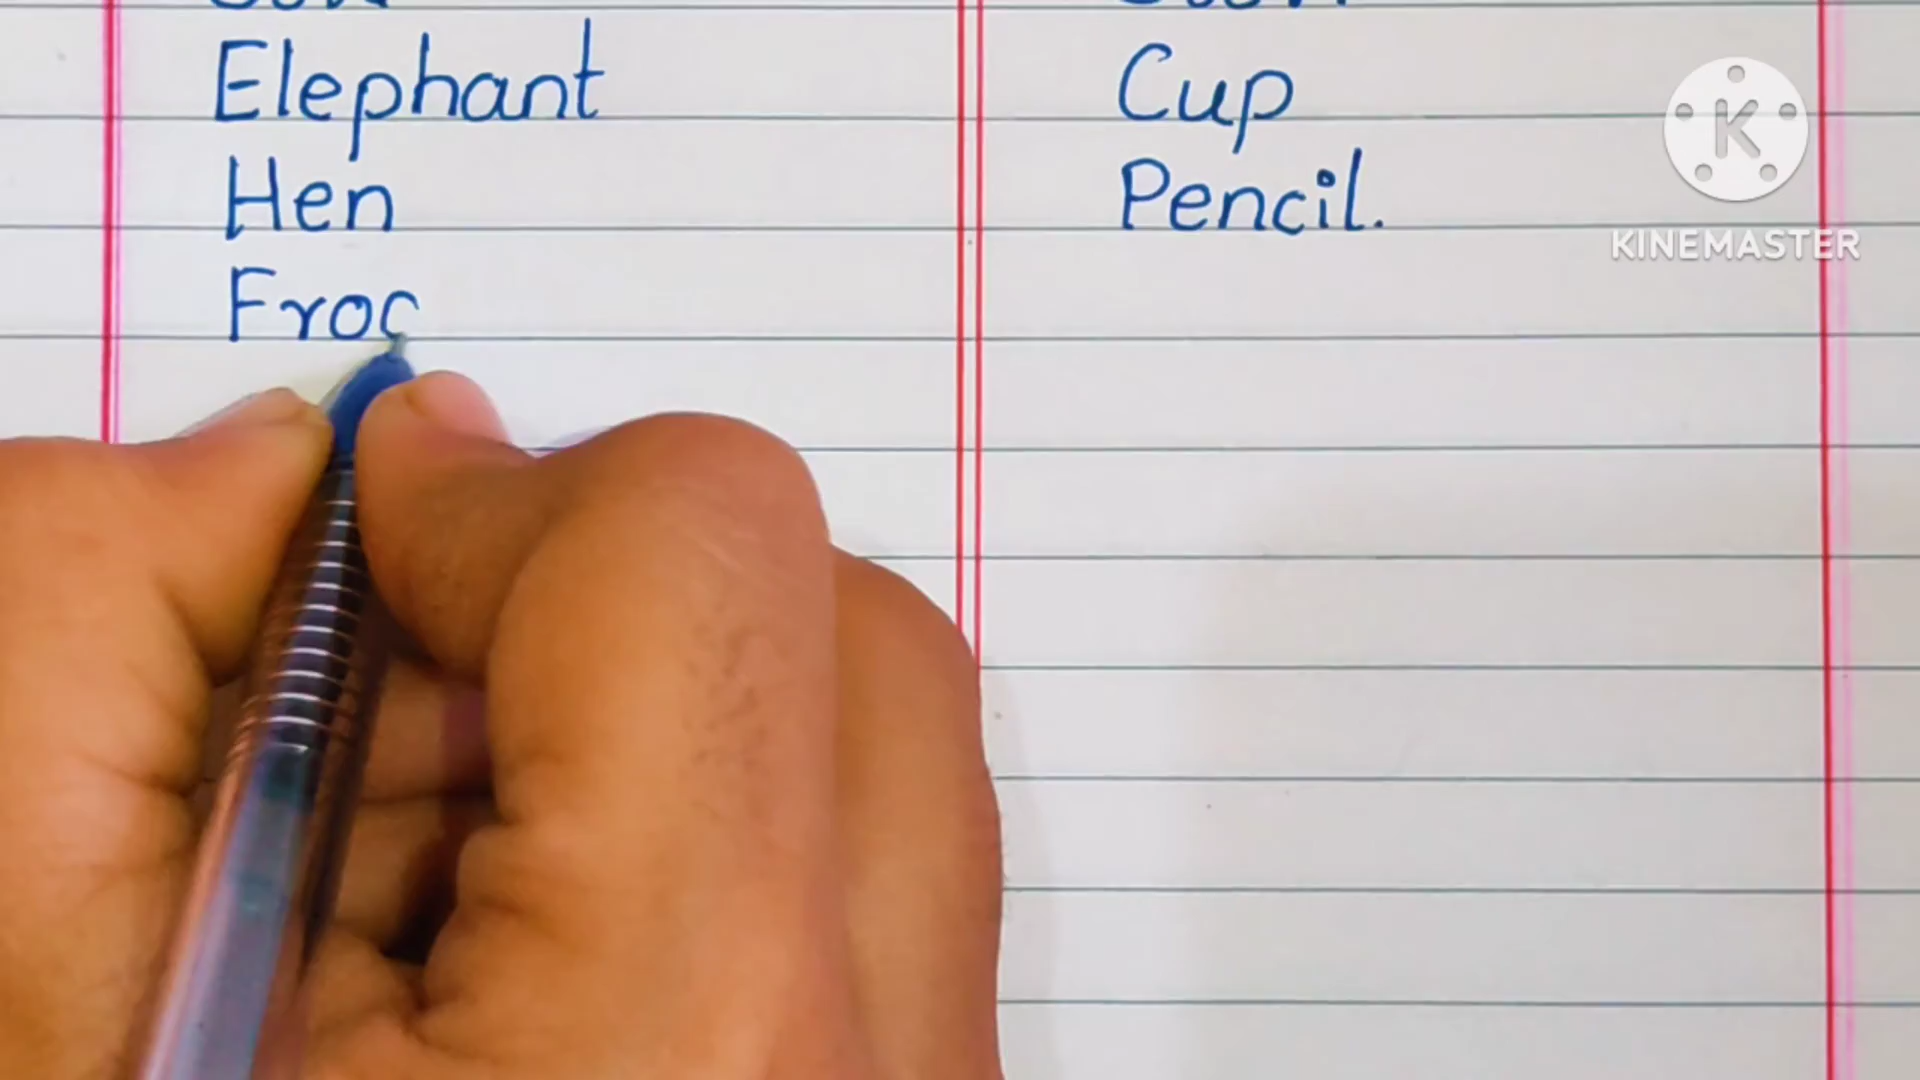 Elephant
Hen
Froc
Cup
Pencil.
KINEMASTER